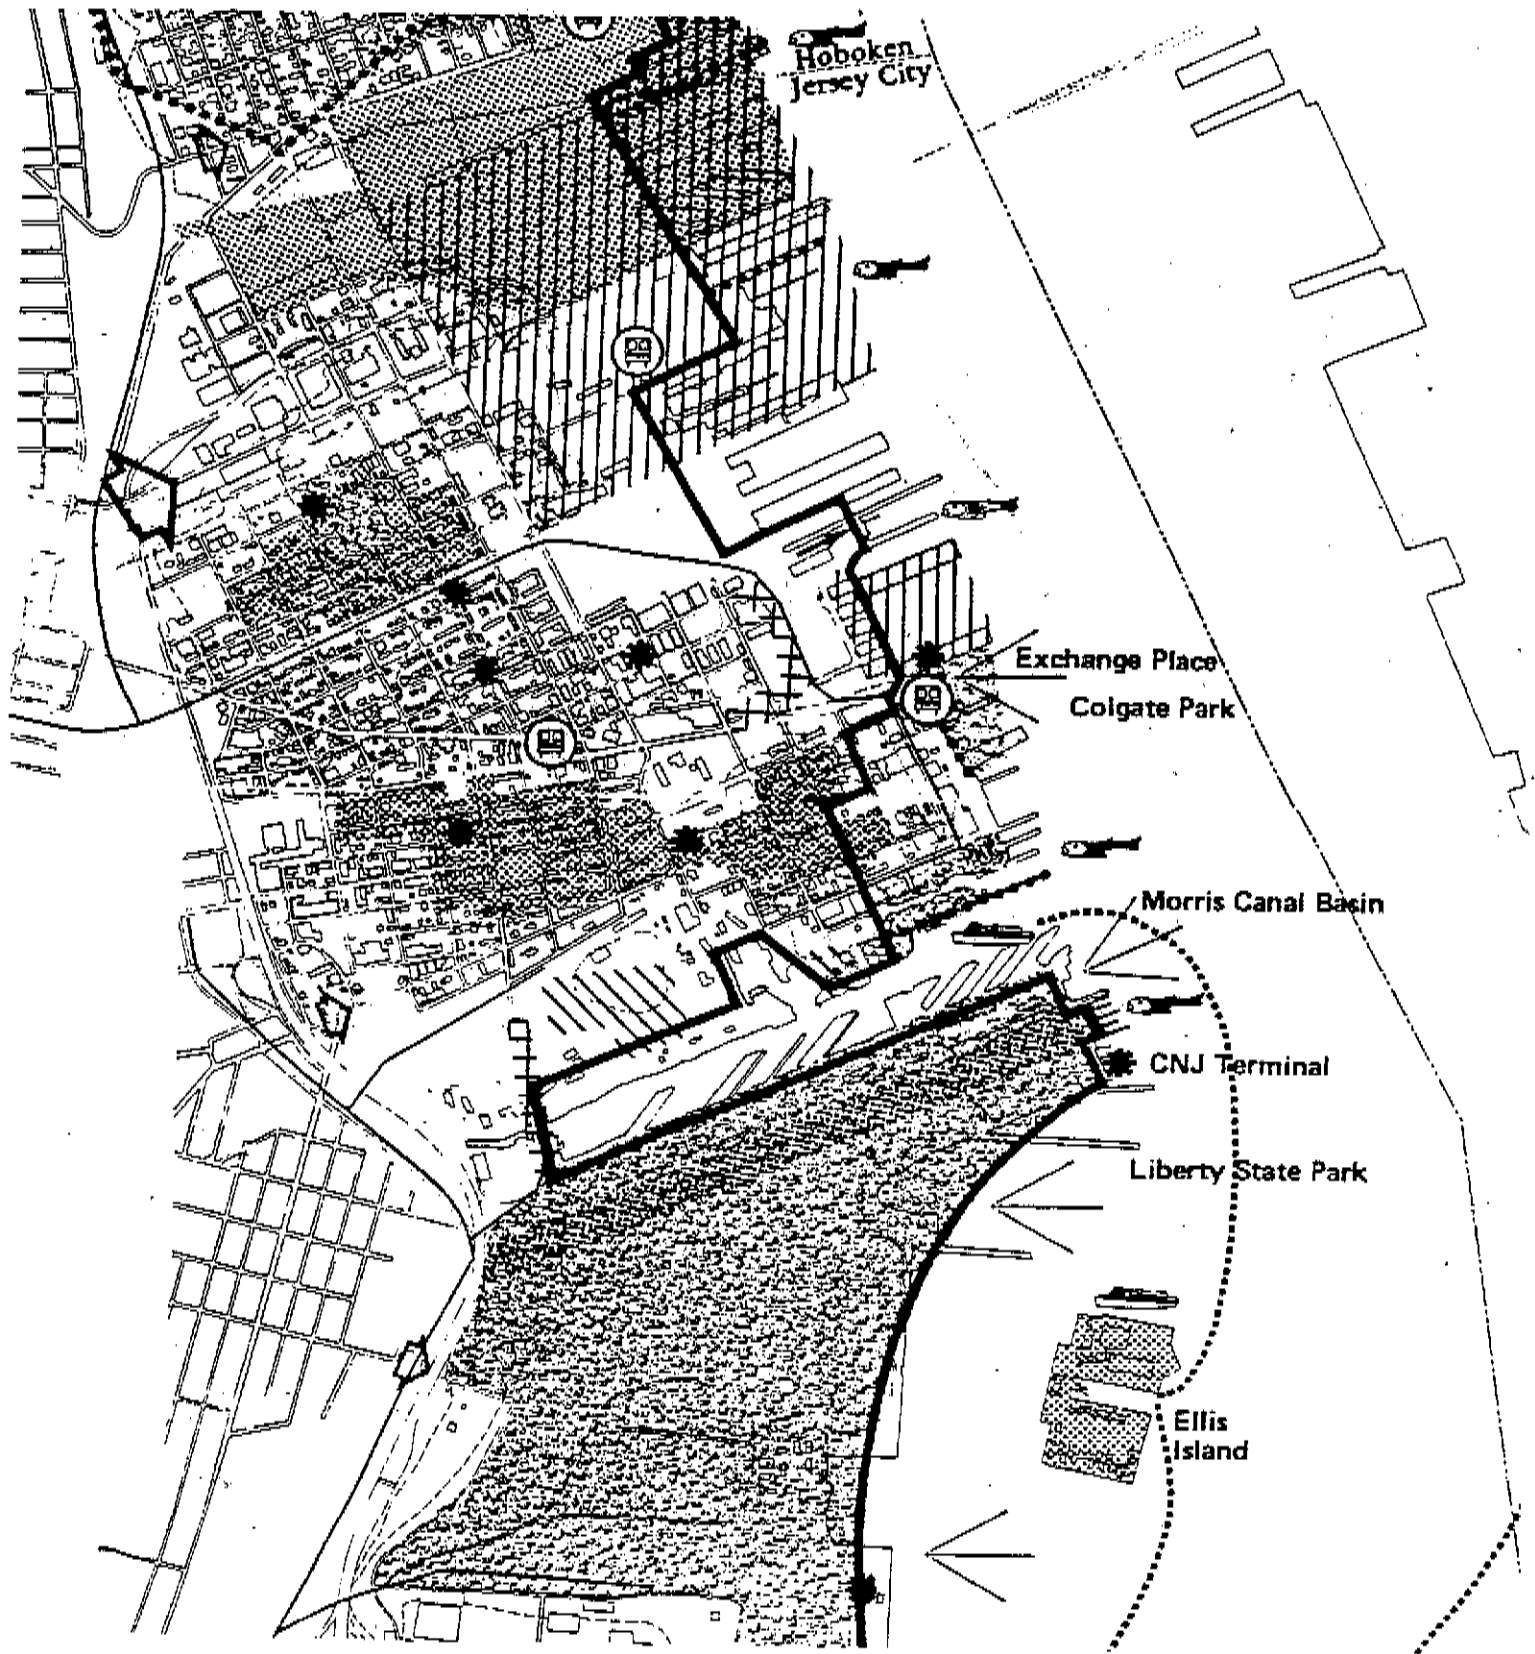 Hoboken
Jersey City
Exchange Place
Colgate Park
Morris Canal Basin
CNJ Terminal
Liberty State Park
Ellis
Island